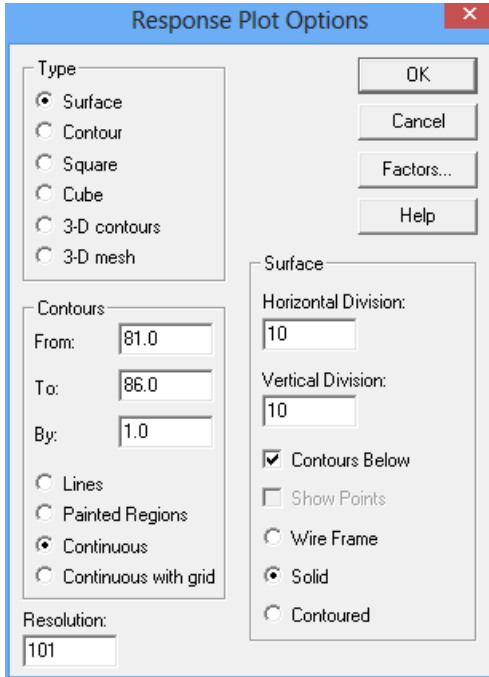 Response Plot Options
Type
Surface
Contour
Square
Cube
3-D contours
3-D mesh
OK
Cancel
Factors...
Help
Contours
From: 81.0
To: 86.0
By: 1.0
Lines
Painted Regions
Continuous
Continuous with grid
Resolution:
101
Surface
Horizontal Division:
10
Vertical Division:
10
Contours Below
Show Points
Wire Frame
Solid
Contoured